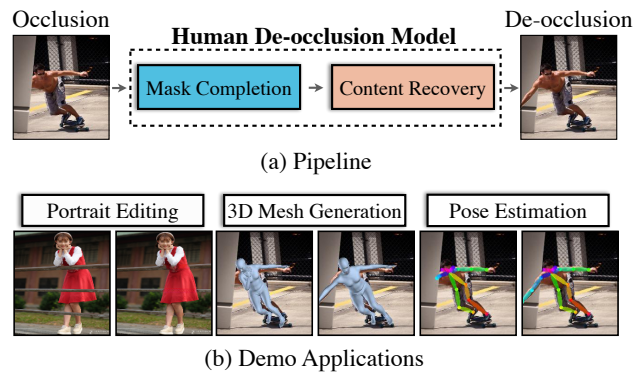 Occlusion
De-occlusion
Human De-occlusion Model
Mask Completion
Content Recovery
(a) Pipeline
Portrait Editing
3D Mesh Generation
Pose Estimation
(b) Demo Applications